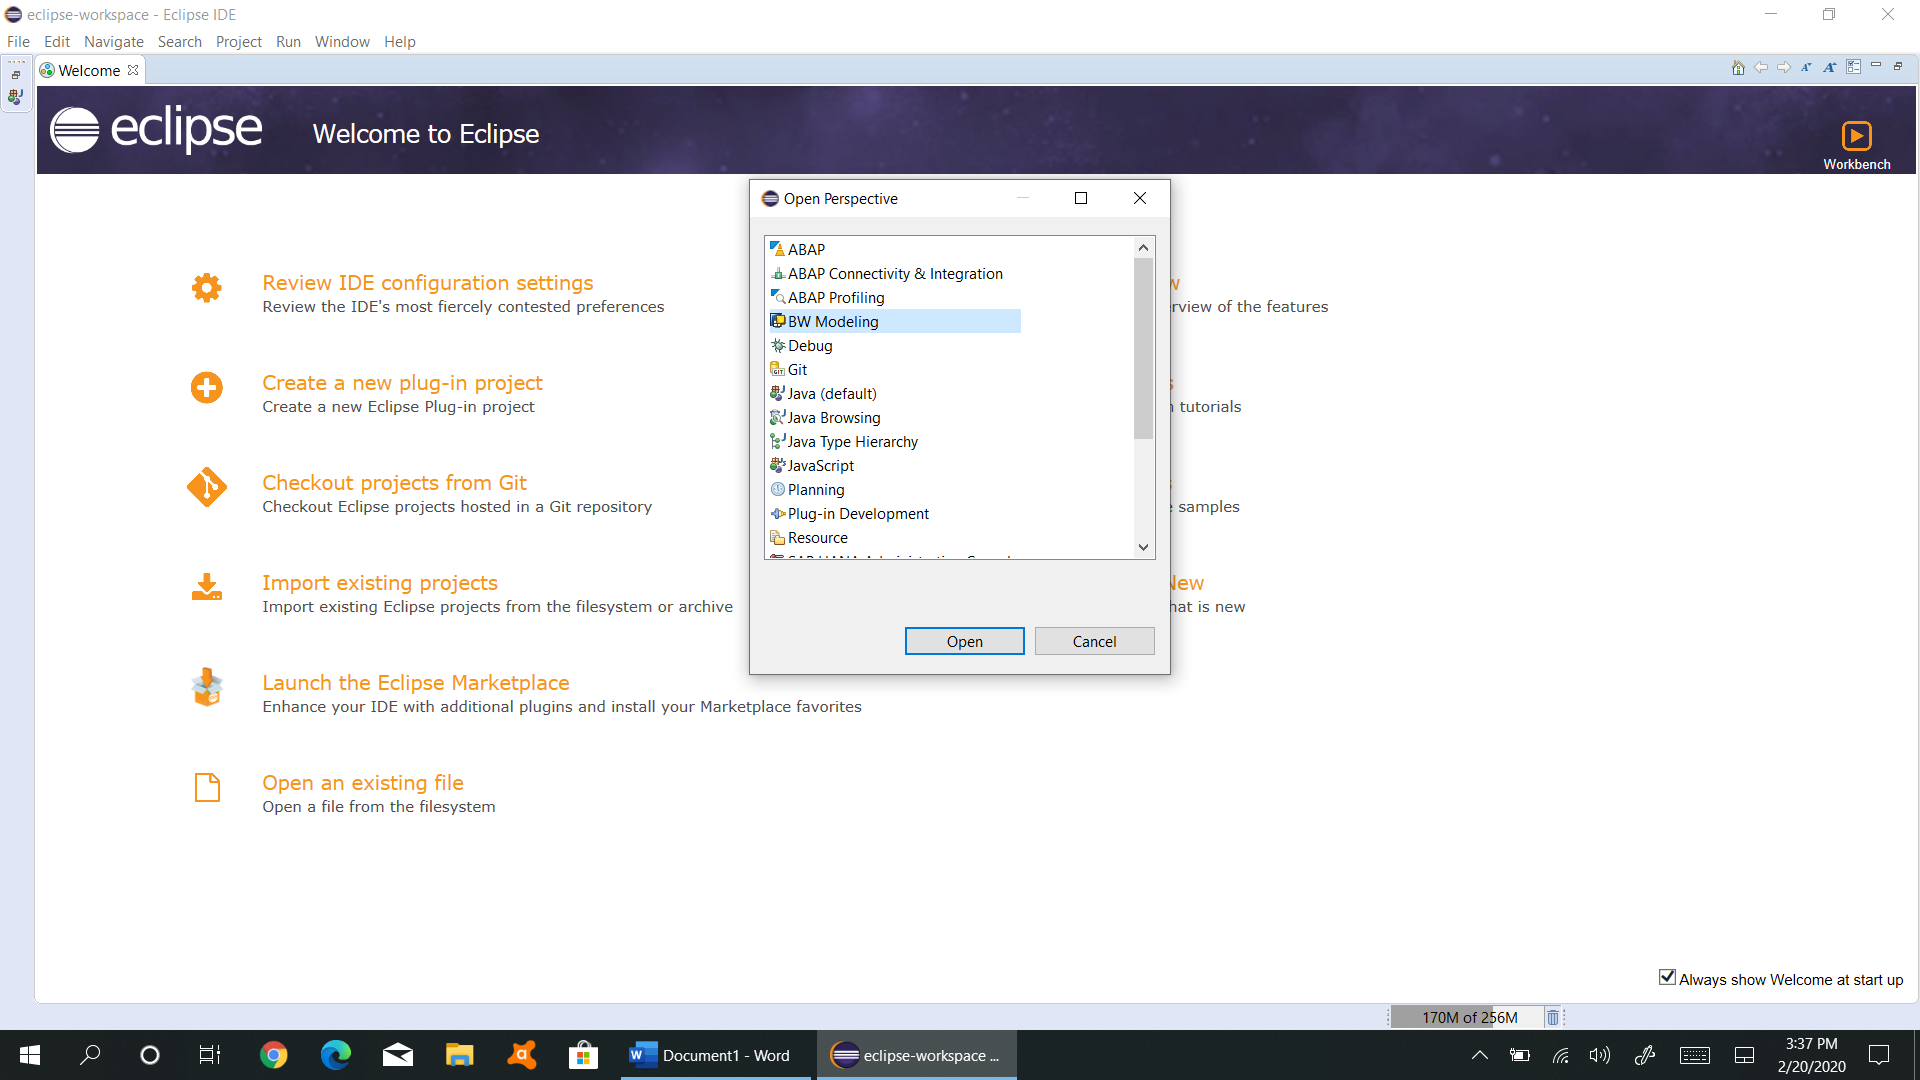 eclipse-workspace - Eclipse IDE
File Edit Navigate Search Project Run Window Help
Welcome
eclipse
Welcome to Eclipse
Workbench
Open Perspective
ABAP
ABAP Connectivity & Integration
ABAP Profiling
BW Modeling
Debug
Git
Java (default)
Java Browsing
Java Type Hierarchy
JavaScript
Planning
Plug-in Development
Resource
Open Cancel
Review IDE configuration settings
Review the IDE's most fiercely contested preferences
Create a new plug-in project
Create a new Eclipse Plug-in project
Checkout projects from Git
Checkout Eclipse projects hosted in a Git repository
Import existing projects
Import existing Eclipse projects from the filesystem or archive
Launch the Eclipse Marketplace
Enhance your IDE with additional plugins and install your Marketplace favorites
Open an existing file
Open a file from the filesystem
rview of the features
tutorials
samples
New
hat is new
Always show Welcome at start up
170M of 256M
Document1 - Word
eclipse-workspace ...
3:37 PM
2/20/2020